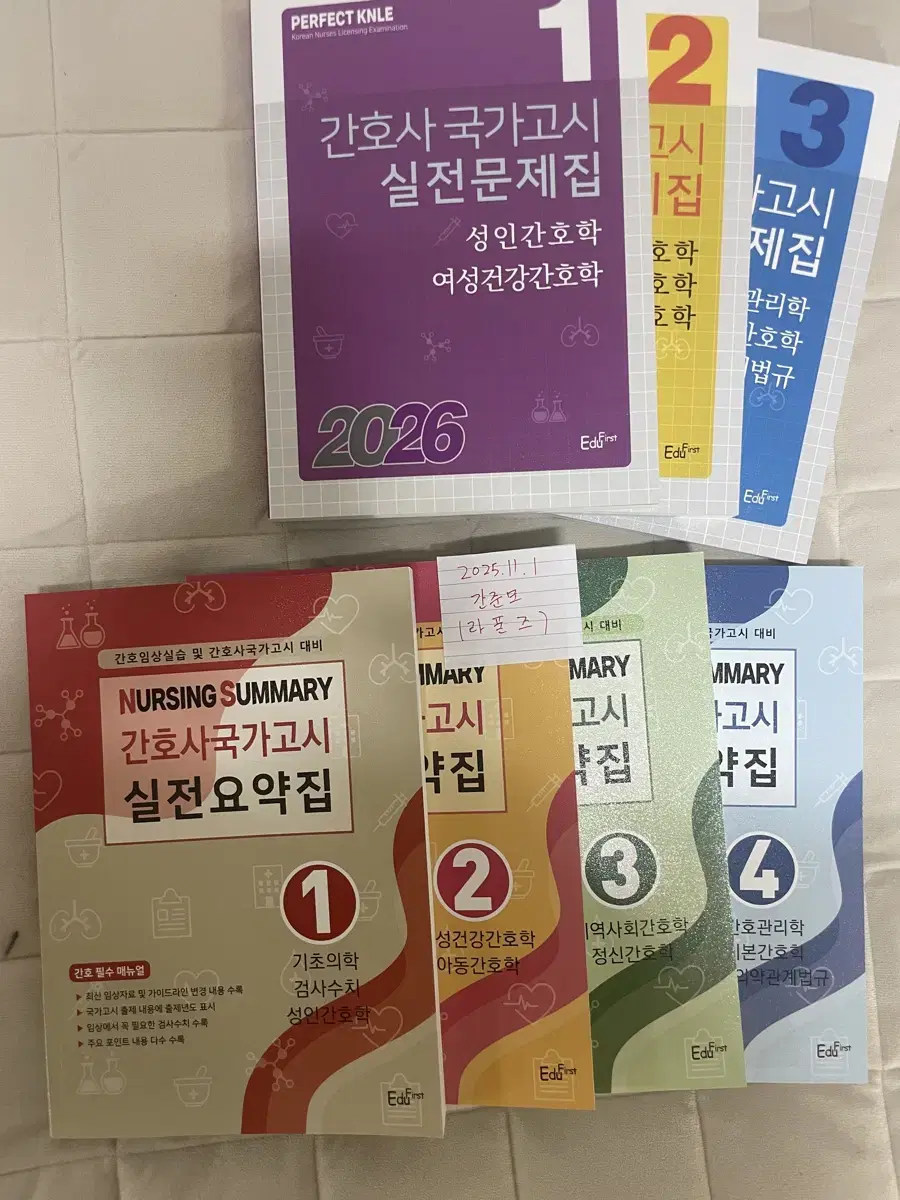 PERFECT KNLE
Korean Nurses Licensing Examination
1
간호사 국가고시
실전문제집
성인간호학
여성건강간호학
2026
EduFirst
2
고시
집
호학
호학
호학
EduFirst
3
고시
제집
관리학
간호학
법규
EduFirst
2025.11.1
간준모
(라폰즈)
간호임상실습 및 간호사국가고시 대비
NURSING SUMMARY
간호사국가고시
실전요약집
1
기초의학
검사수치
성인간호학
간호 필수 매뉴얼
▶ 최신 임상자료 및 가이드라인 변경 내용 수록
▶ 국가고시 출제 내용에 출제년도 표시
▶ 임상에서 꼭 필요한 검사수치 수록
▶ 주요 포인트 내용 다수 수록
EduFirst
MMARY
고시
약집
2
성건강간호학
아동간호학
EduFirst
시 대비
MMARY
고시
약집
3
지역사회간호학
정신간호학
EduFirst
국가고시 대비
MMARY
가고시
약집
4
간호관리학
기본간호학
의약관계법규
EduFirst